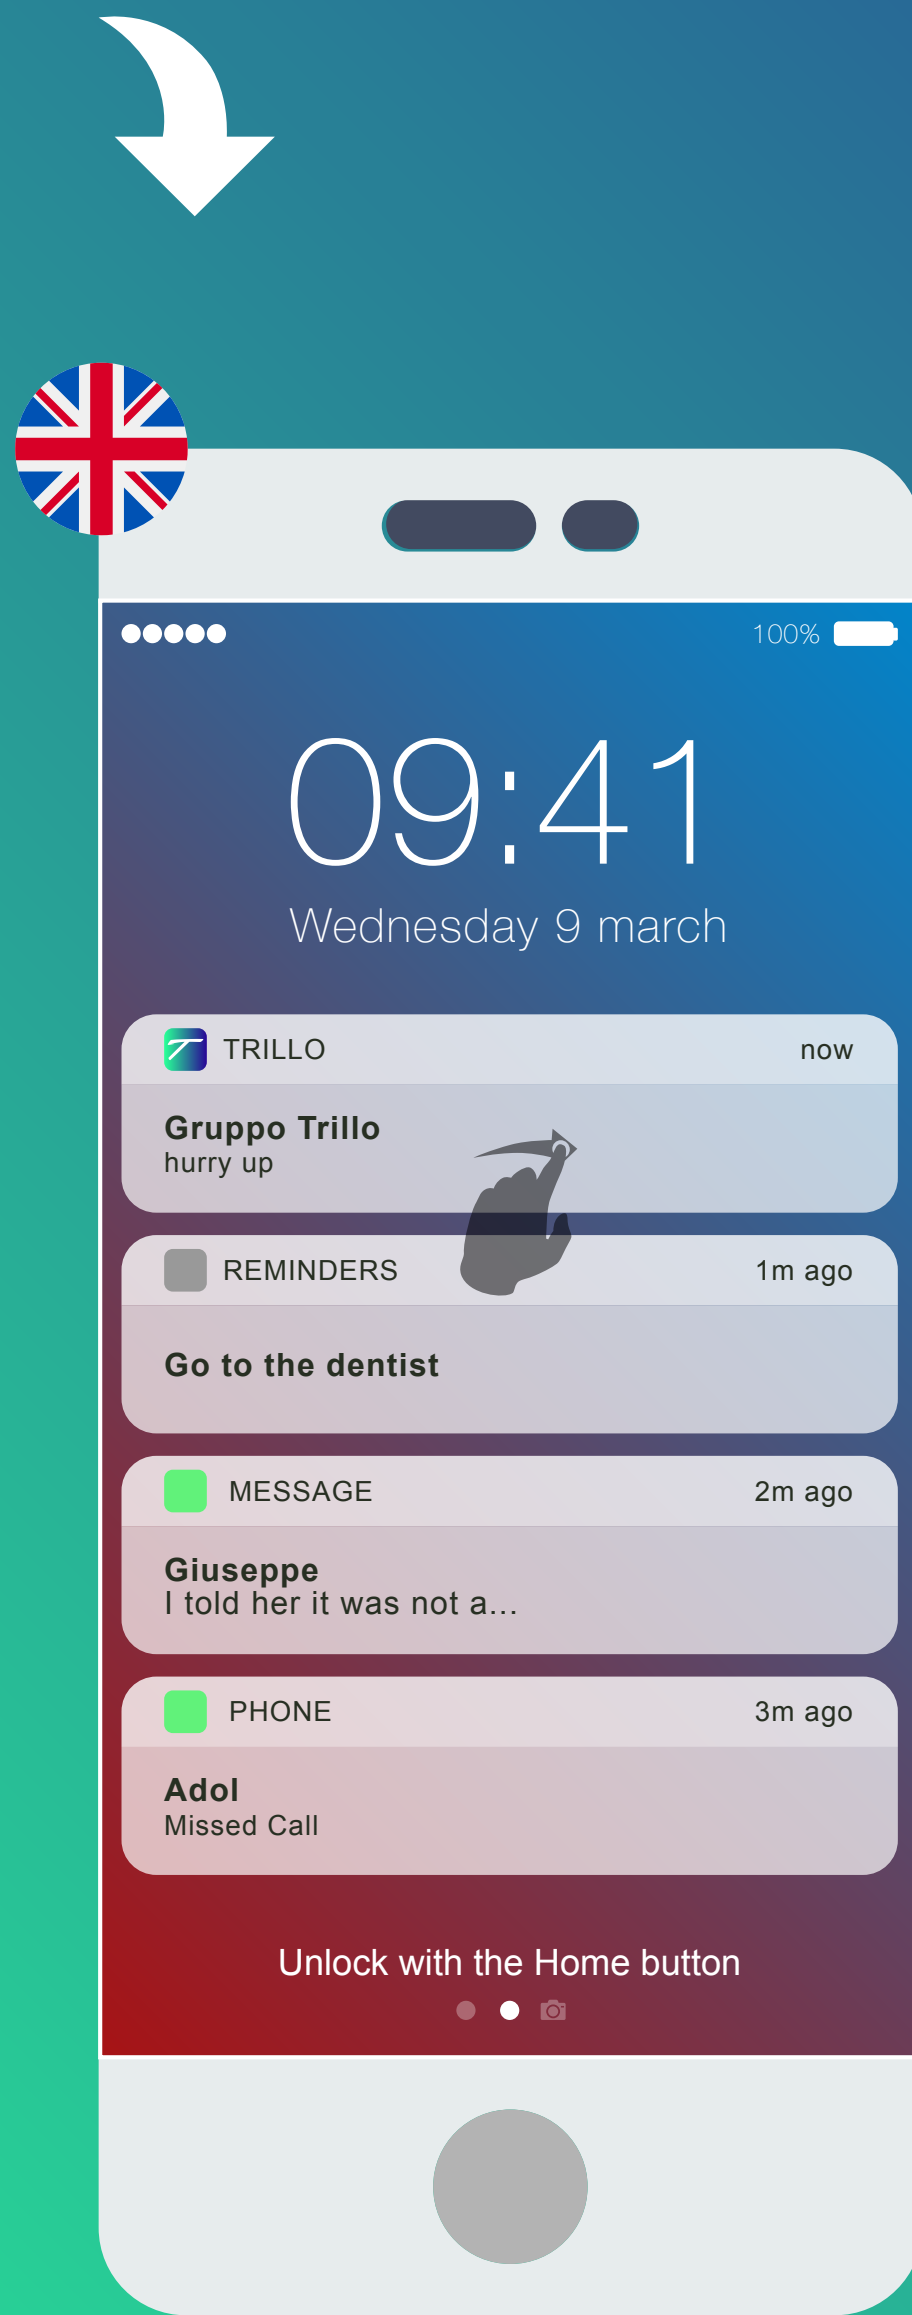 100%
09:41
Wednesday 9 march
TRILLO now
Gruppo Trillo
hurry up
REMINDERS 1m ago
Go to the dentist
MESSAGE 2m ago
Giuseppe
I told her it was not a...
PHONE 3m ago
Adol
Missed Call
Unlock with the Home button